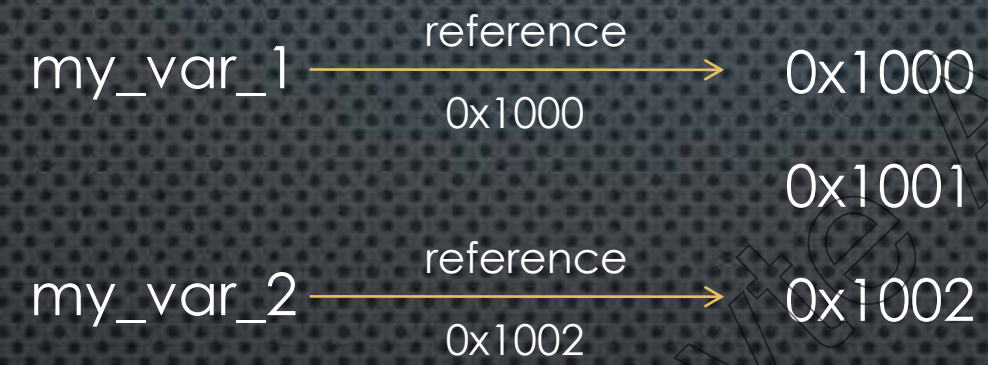 reference
my_var_1 0x1000
0x1000
0x1001
reference
my_var_2 0x1002
0x1002